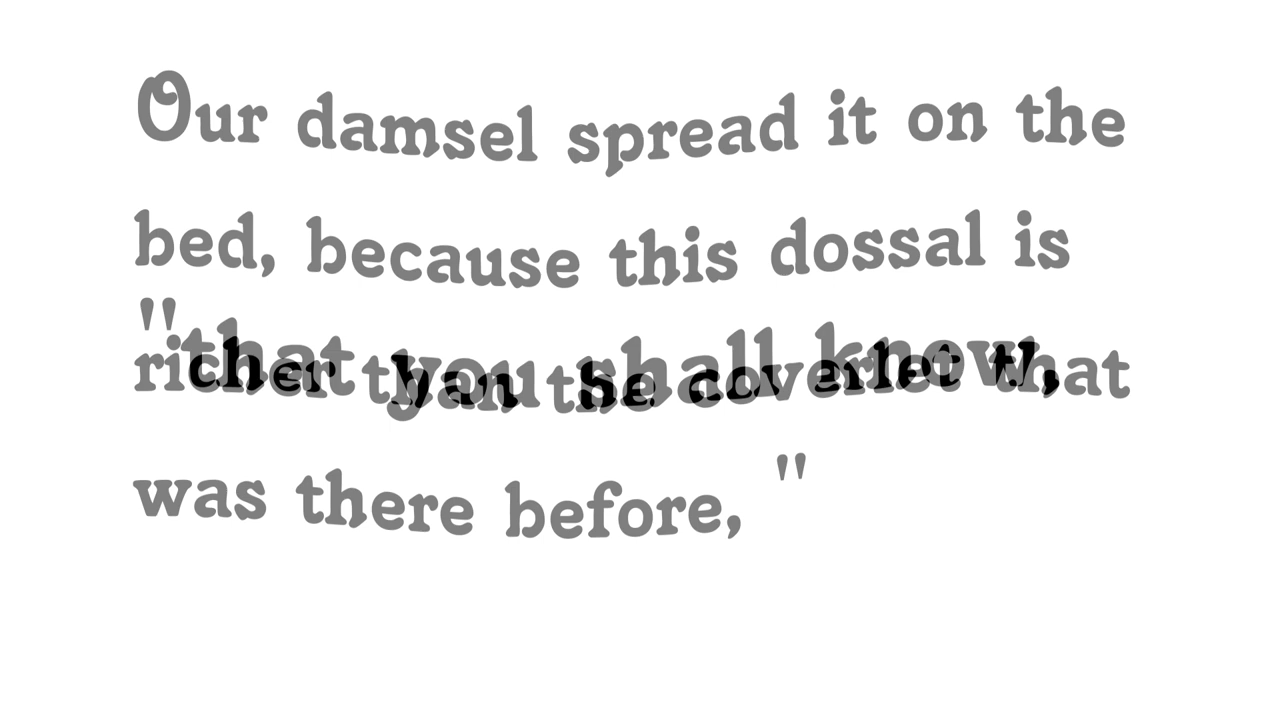 Our damsel spread it on the
bed, because this dossal is
"that you shall know,
richer than the coverlet that
was there before, "